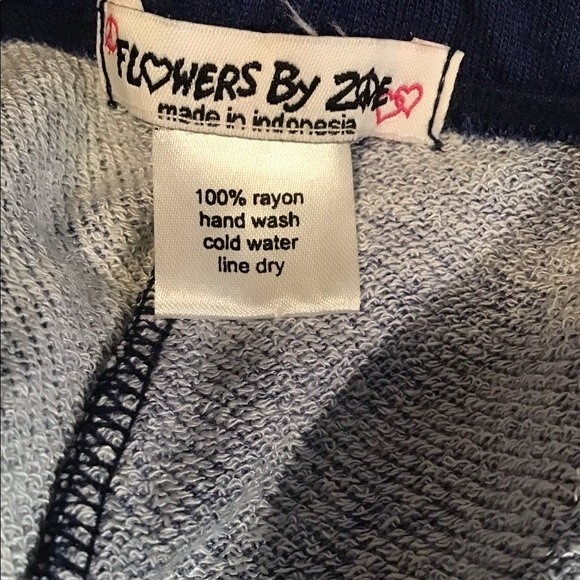 FLOWERS BY ZOE
made in indonesia
100% rayon
hand wash
cold water
line dry